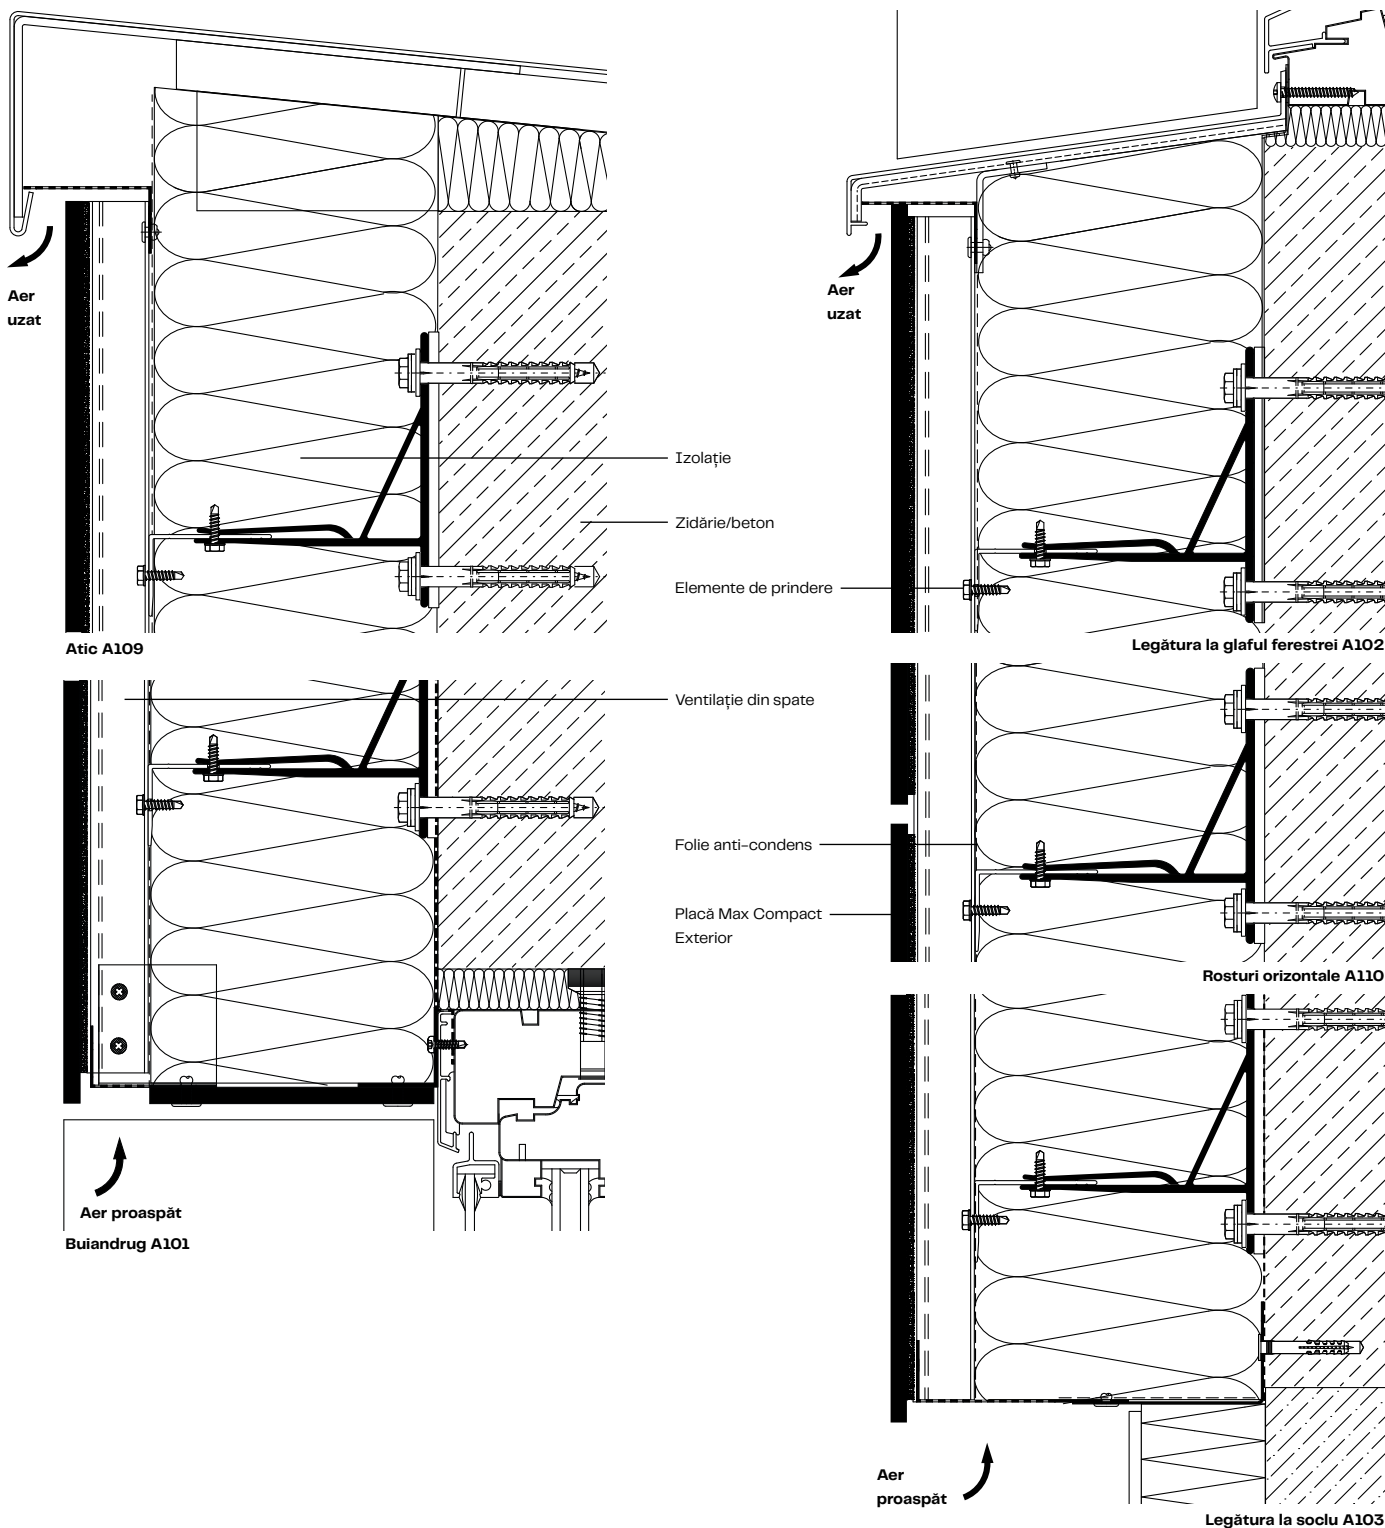 Aer
uzat
Aer
uzat
Izolație
Zidărie/beton
Elemente de prindere
Atic A109
Legătura la glaful ferestrei A102
Ventilație din spate
Folie anti-condens
Placă Max Compact
Exterior
Rosturi orizontale A110
Aer proaspăt
Buiandrug A101
Aer
proaspăt
Legătura la soclu A103